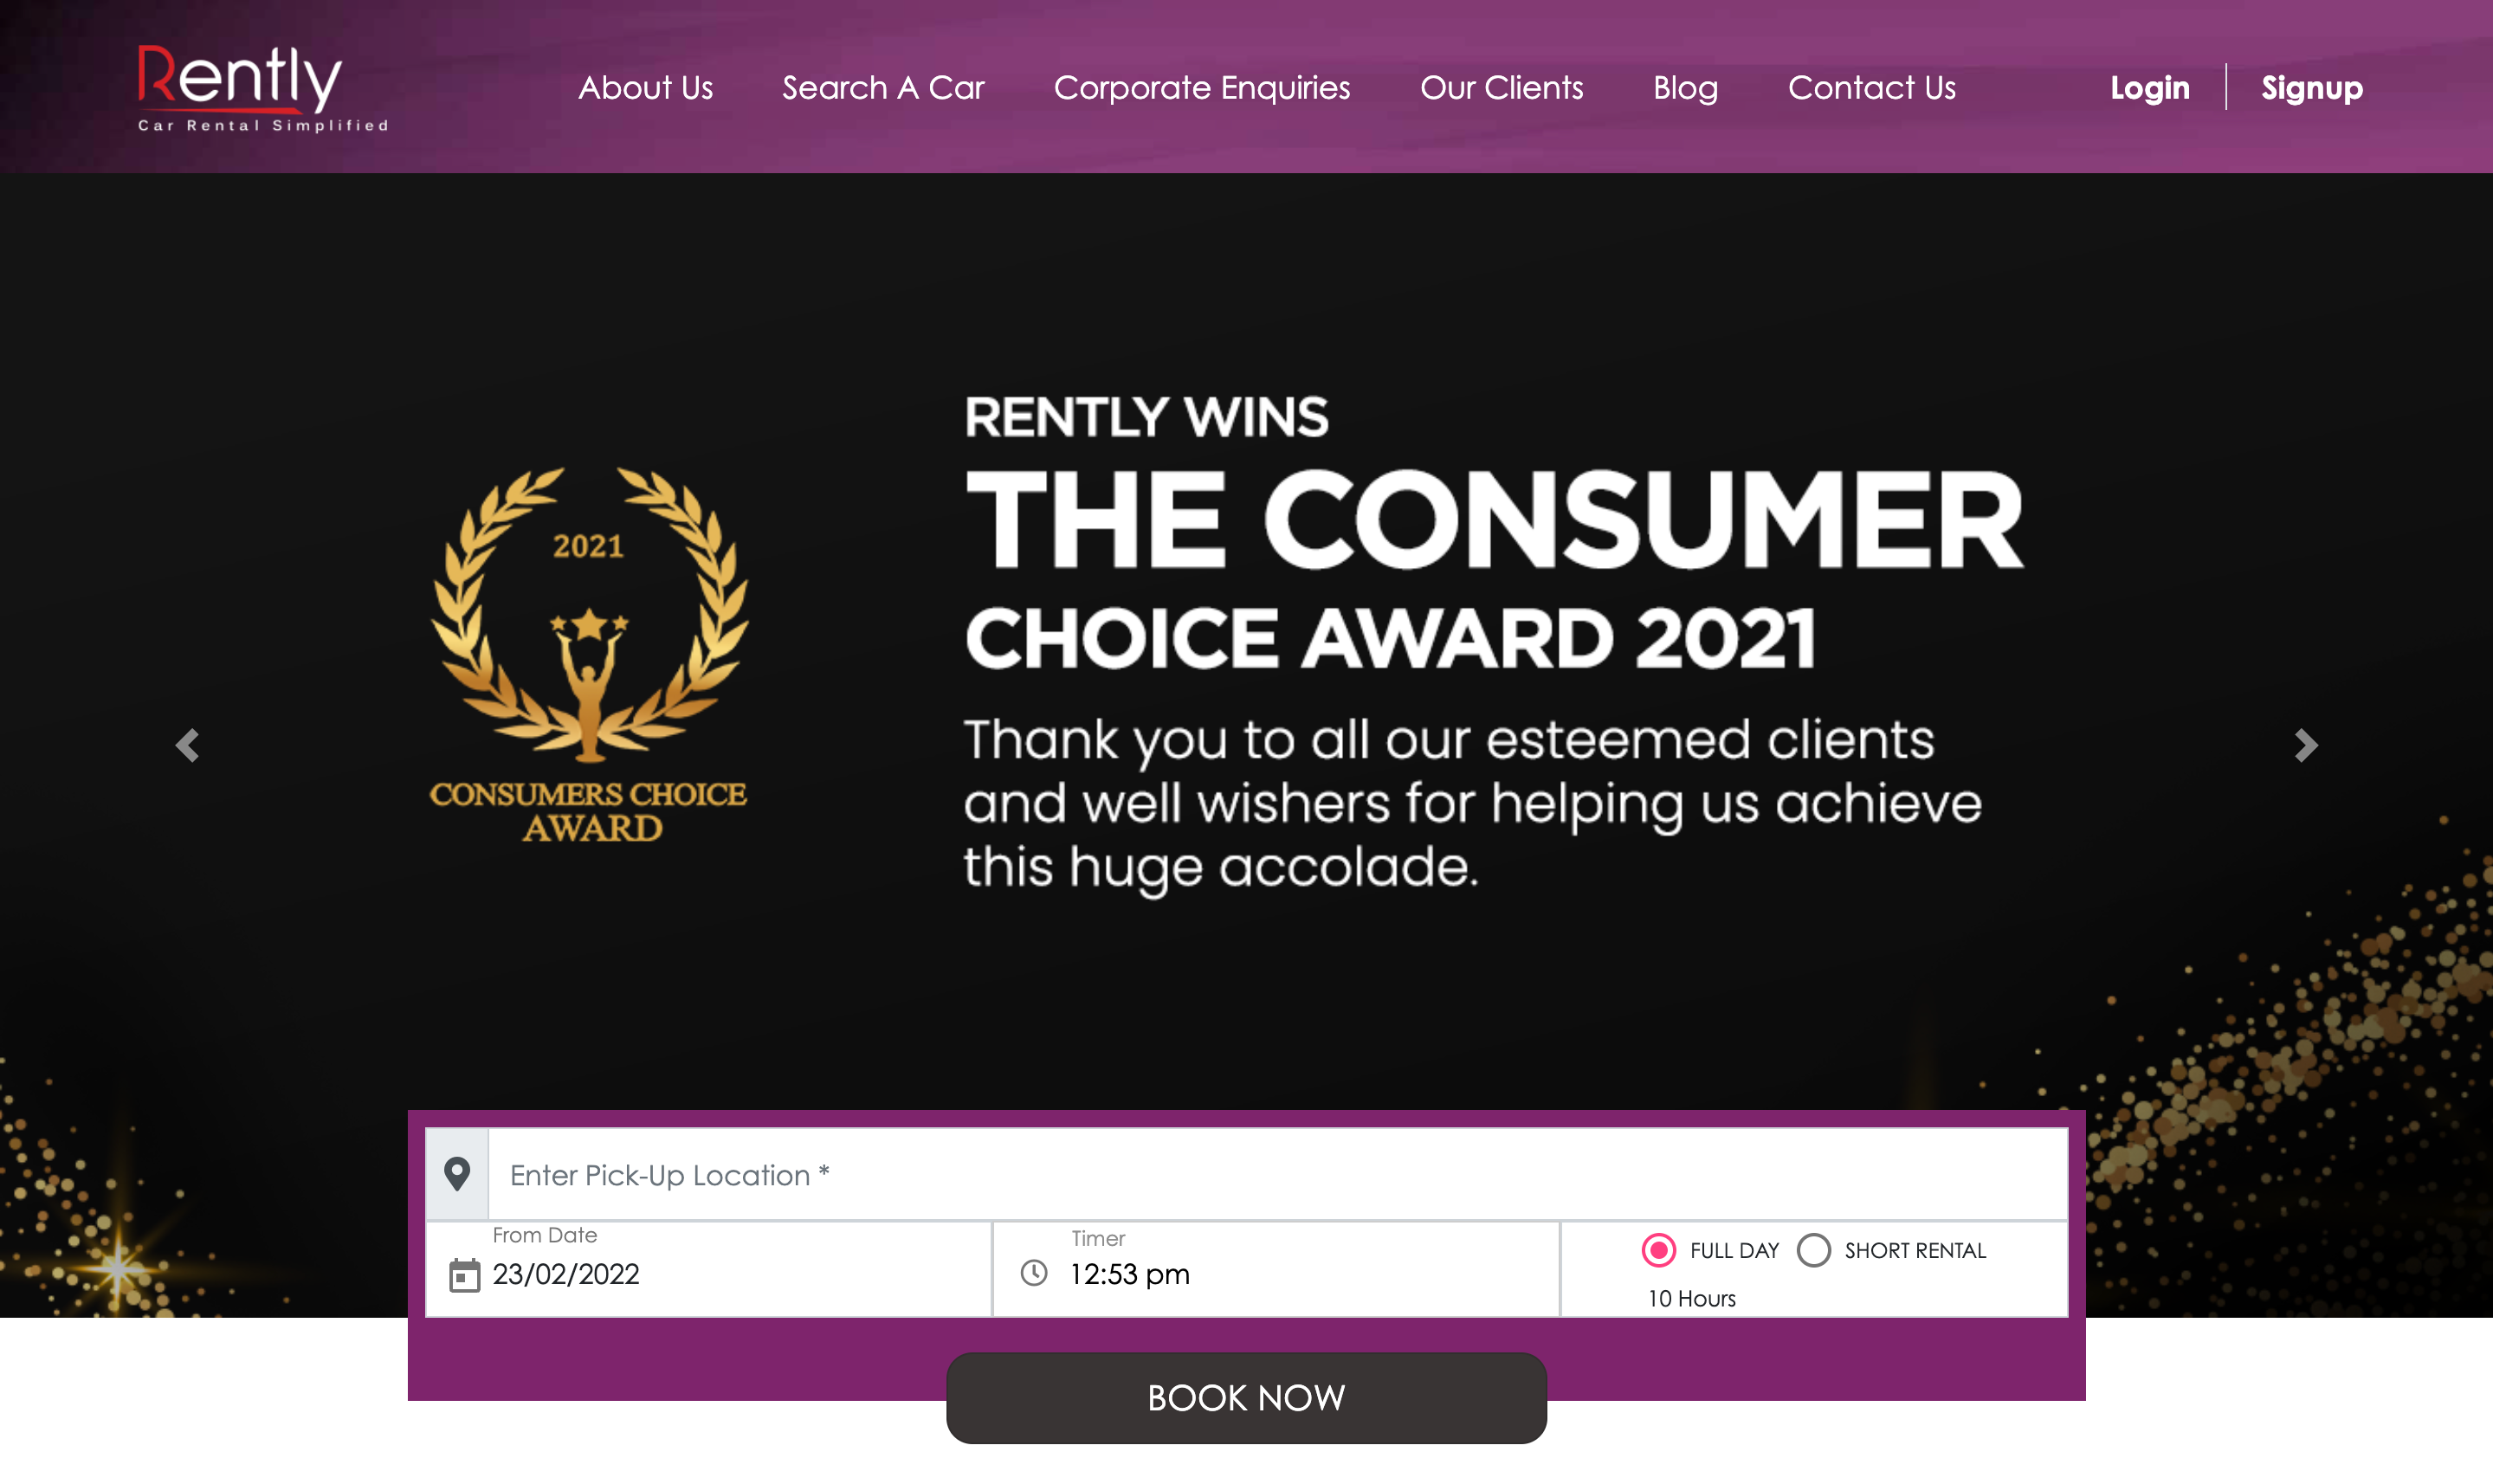 Rently
Car Rental Simplified
About Us
Search A Car
Corporate Enquiries
Our Clients
Blog
Contact Us
Login
Signup
RENTLY WINS
THE CONSUMER
CHOICE AWARD 2021
Thank you to all our esteemed clients
and well wishers for helping us achieve
this huge accolade.
2021
CONSUMERS CHOICE
AWARD
Enter Pick-Up Location *
From Date
23/02/2022
Timer
12:53 pm
FULL DAY
SHORT RENTAL
10 Hours
BOOK NOW